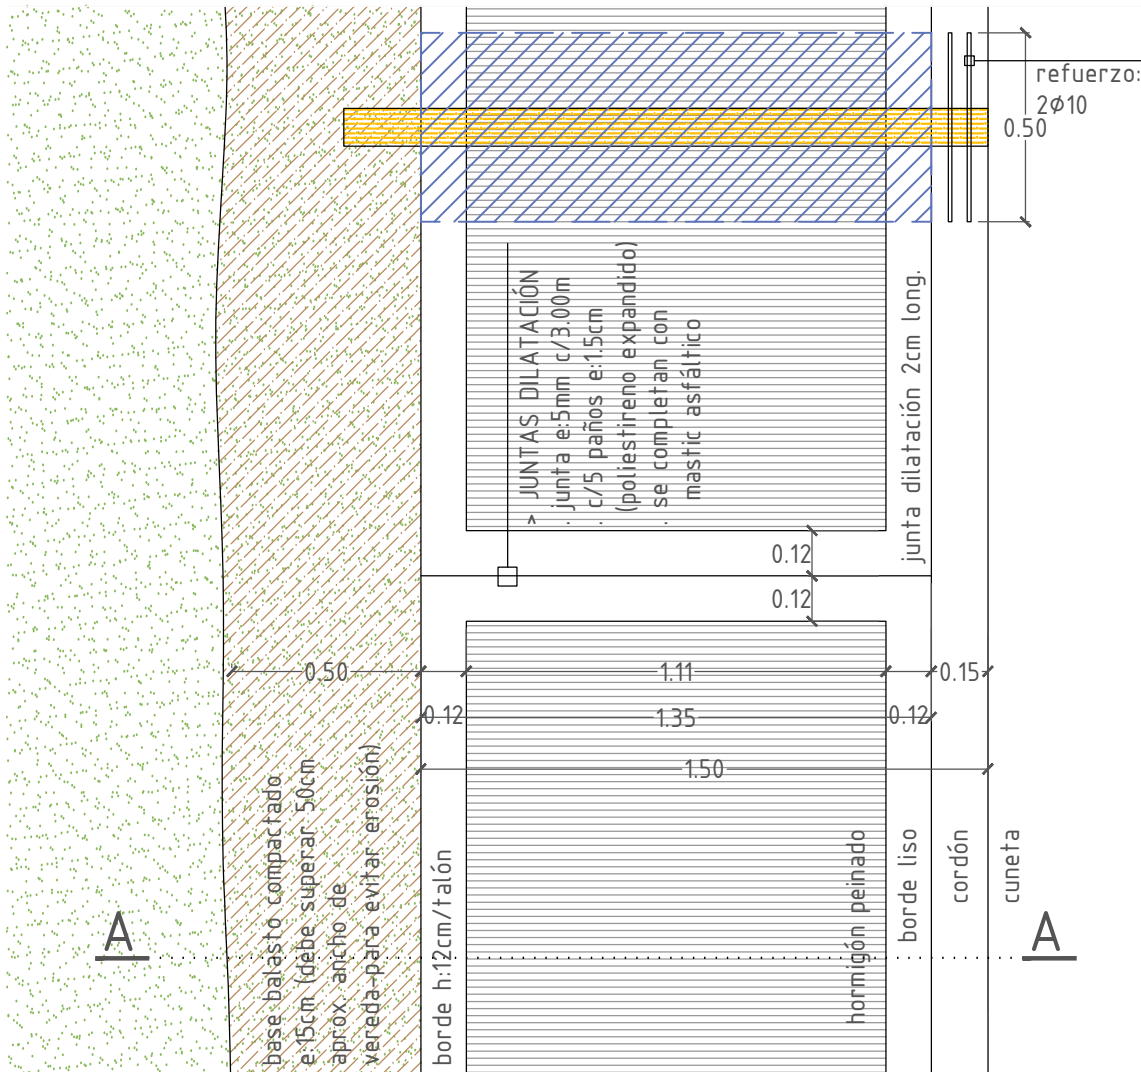 refuerzo:
2φ10
0.50
> JUNTAS DILATACIÓN
. junta e:5mm c/3.00m
. c/5 paños e:1.5cm
(poliestireno expandido)
. se completan con
mastic asfáltico
junta dilatación 2cm long.
0.12
0.12
0.50
1.11
0.15
0.12
1.35
0.12
1.50
base balasto compactado
e:15cm (debe superar 50cm
aprox ancho de
vereda para evitar erosión)
borde h:12cm/talón
hormigón peinado
borde liso
cordón
cuneta
A
A